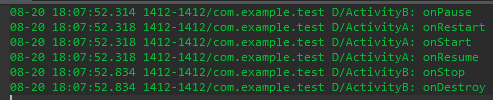 08-20 18:07:52.314 1412-1412/com.example.test D/ActivityB: onPause
08-20 18:07:52.318 1412-1412/com.example.test D/ActivityA: onRestart
08-20 18:07:52.318 1412-1412/com.example.test D/ActivityA: onStart
08-20 18:07:52.318 1412-1412/com.example.test D/ActivityA: onResume
08-20 18:07:52.834 1412-1412/com.example.test D/ActivityB: onStop
08-20 18:07:52.834 1412-1412/com.example.test D/ActivityB: onDestroy